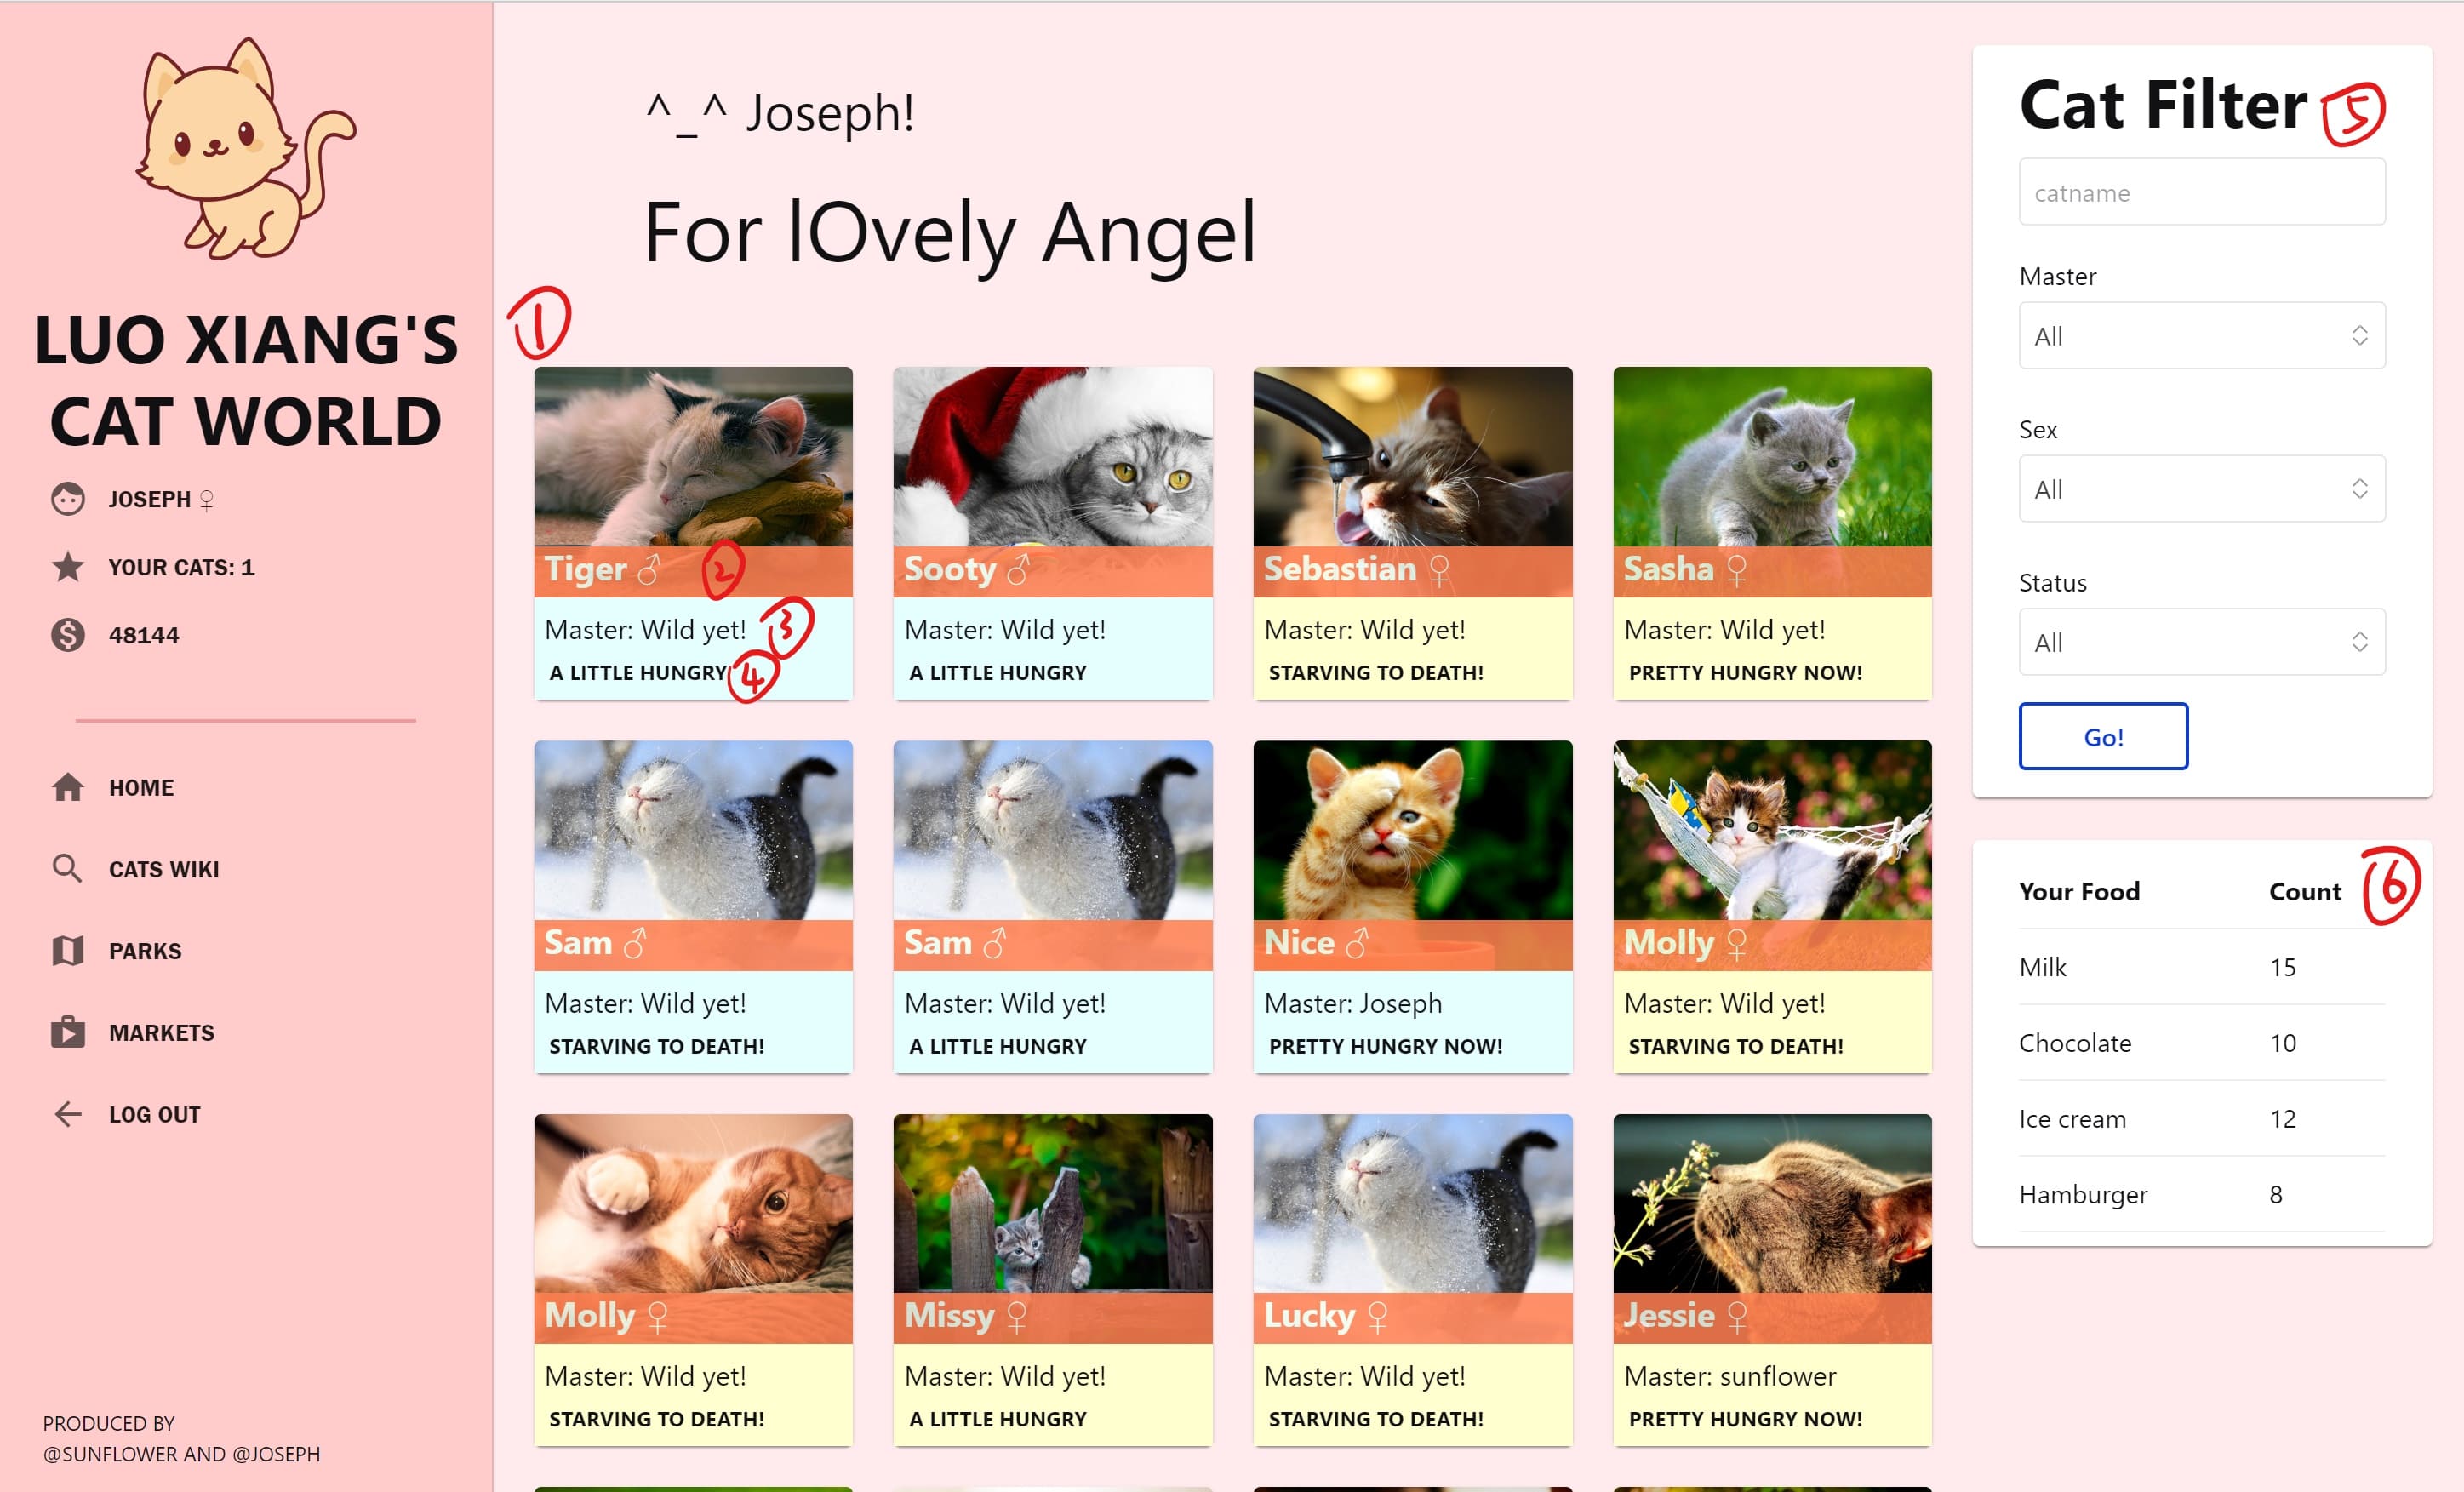 LUO XIANG'S
CAT WORLD
JOSEPH ♀
YOUR CATS: 1
48144
HOME
CATS WIKI
PARKS
MARKETS
LOG OUT
PRODUCED BY
@SUNFLOWER AND @JOSEPH
^_^ Joseph!
For lOvely Angel
1
Tiger ♂ 2
Master: Wild yet! 3
A LITTLE HUNGRY 4
Sooty ♂
Master: Wild yet!
A LITTLE HUNGRY
Sebastian ♀
Master: Wild yet!
STARVING TO DEATH!
Sasha ♀
Master: Wild yet!
PRETTY HUNGRY NOW!
Sam ♂
Master: Wild yet!
STARVING TO DEATH!
Sam ♂
Master: Wild yet!
A LITTLE HUNGRY
Nice ♂
Master: Joseph
PRETTY HUNGRY NOW!
Molly ♀
Master: Wild yet!
STARVING TO DEATH!
Molly ♀
Master: Wild yet!
STARVING TO DEATH!
Missy ♀
Master: Wild yet!
A LITTLE HUNGRY
Lucky ♀
Master: Wild yet!
STARVING TO DEATH!
Jessie ♀
Master: sunflower
PRETTY HUNGRY NOW!
Cat Filter 5
catname
Master
All
Sex
All
Status
All
Go!
Your Food Count 6
Milk 15
Chocolate 10
Ice cream 12
Hamburger 8